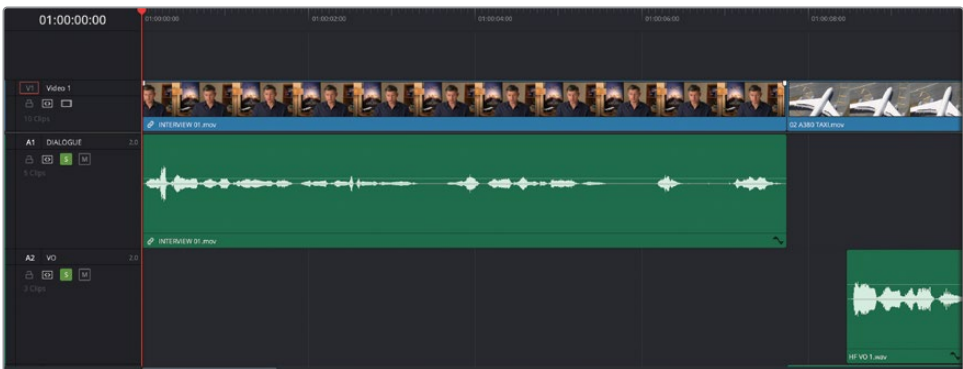 01:00:00:00
01:00:00:00 01:00:02:00 01:00:04:00 01:00:06:00 01:00:08:00
V1 Video 1
10 Clips
INTERVIEW 01.mov 02 A380 TAXI.mov
A1 DIALOGUE 2.0
S M
5 Clips
INTERVIEW 01.mov
A2 VO 2.0
S M
3 Clips
HF VO 1.wav